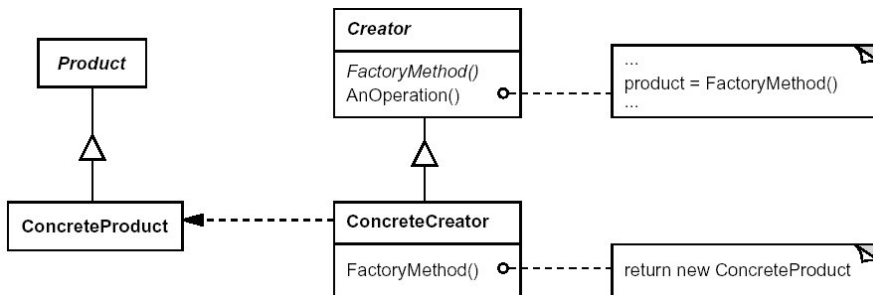 Product
Creator
FactoryMethod()
AnOperation()
...
product = FactoryMethod()
...
ConcreteProduct
ConcreteCreator
FactoryMethod()
return new ConcreteProduct